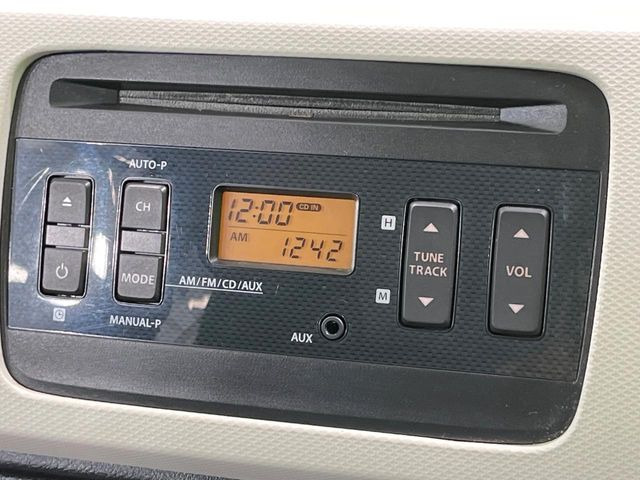 AUTO-P
CH
MODE
MANUAL-P
12:00 CD IN
AM 1242
AM/FM/CD/AUX
AUX
H
M
TUNE
TRACK
VOL